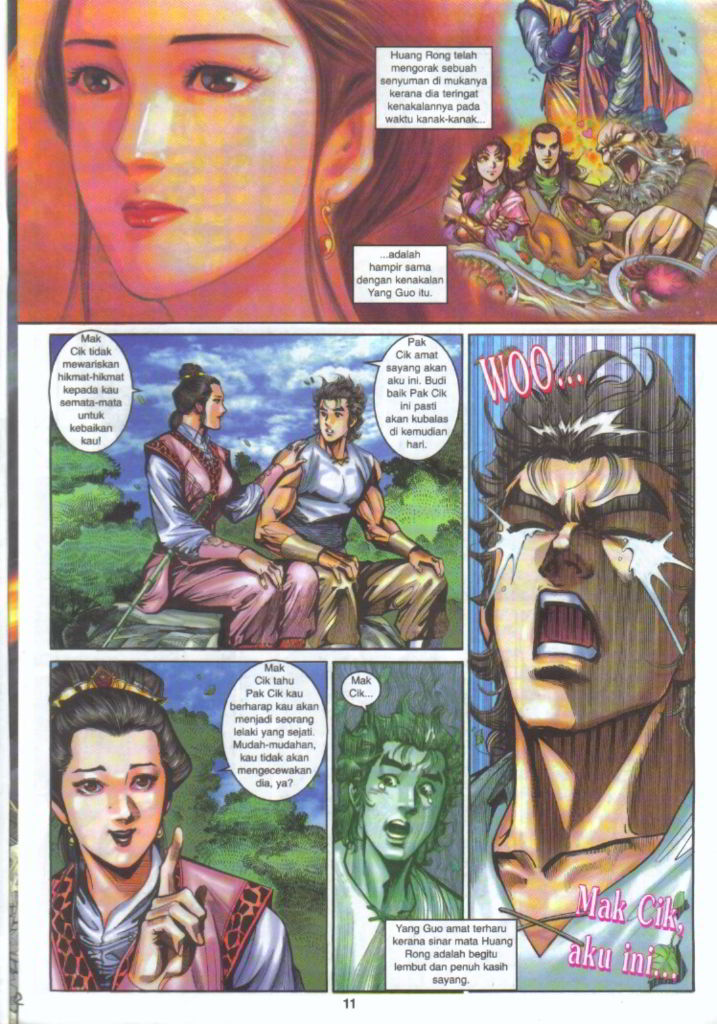 Huang Rong telah
mengorak sebuah
senyuman di mukanya
kerana dia teringat
kenakalannya pada
waktu kanak-kanak...
...adalah
hampir sama
dengan kenakalan
Yang Guo itu.
Mak
Cik tidak
mewariskan
hikmat-hikmat
kepada kau
semata-mata
untuk
kebaikan
kau!
Pak
Cik amat
sayang akan
aku ini. Budi
baik Pak Cik
ini pasti
akan kubalas
di kemudian
hari.
WOO...
Mak
Cik tahu
Pak Cik kau
berharap kau akan
menjadi seorang
lelaki yang sejati.
Mudah-mudahan,
kau tidak akan
mengecewakan
dia, ya?
Mak
Cik...
Yang Guo amat terharu
kerana sinar mata Huang
Rong adalah begitu
lembut dan penuh kasih
sayang.
Mak Cik,
aku ini...
11